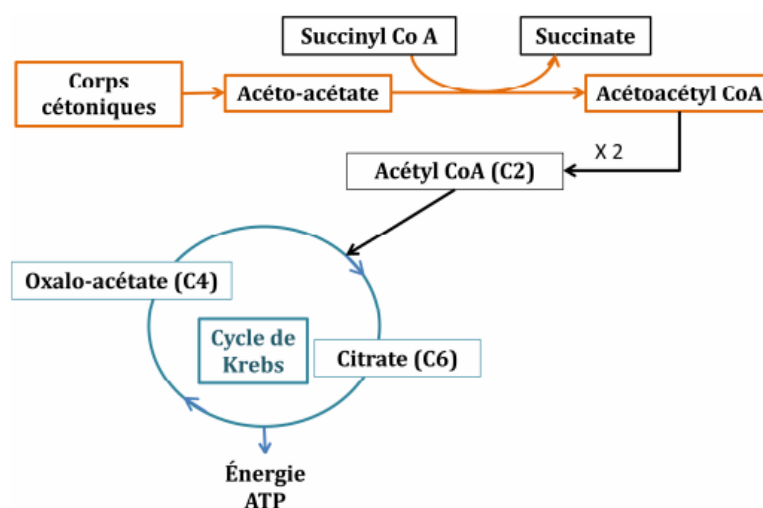 Succinyl Co A
Succinate
Corps
cétoniques
Acéto-acétate
Acétoacétyl CoA
X 2
Acétyl CoA (C2)
Oxalo-acétate (C4)
Cycle de
Krebs
Citrate (C6)
Énergie
ATP